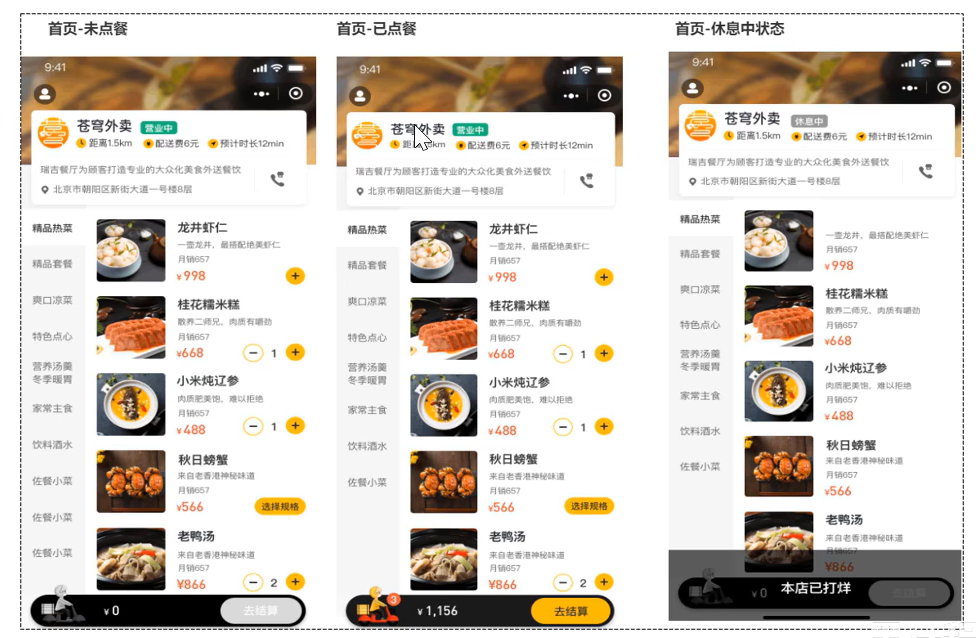 首页-未点餐
9:41
苍穹外卖 营业中
距离1.5km 配送费6元 预计时长12min
瑞吉餐厅为顾客打造专业的大众化美食外送餐饮
北京市朝阳区新街大道一号楼8层
精品热菜
精品套餐
爽口凉菜
特色点心
营养汤羹
冬季暖胃
家常主食
饮料酒水
佐餐小菜
佐餐小菜
佐餐小菜
龙井虾仁
一壶龙井，最搭配绝美虾仁
月销657
¥998
+
桂花糯米糕
散养二师兄，肉质有嚼劲
月销657
¥668
− 1 +
小米炖辽参
肉质肥美饱，难以拒绝
月销657
¥488
− 1 +
秋日螃蟹
来自老香港神秘味道
月销657
¥566
选择规格
老鸭汤
来自老香港神秘味道
月销657
¥866
− 2 +
¥0 去结算
首页-已点餐
9:41
苍穹外卖 营业中
配送费6元 预计时长12min
瑞吉餐厅为顾客打造专业的大众化美食外送餐饮
北京市朝阳区新街大道一号楼8层
精品热菜
精品套餐
爽口凉菜
特色点心
营养汤羹
冬季暖胃
家常主食
饮料酒水
佐餐小菜
龙井虾仁
一壶龙井，最搭配绝美虾仁
月销657
¥998
+
桂花糯米糕
散养二师兄，肉质有嚼劲
月销657
¥668
− 1 +
小米炖辽参
肉质肥美饱，难以拒绝
月销657
¥488
− 1 +
秋日螃蟹
来自老香港神秘味道
月销657
¥566
选择规格
老鸭汤
来自老香港神秘味道
月销657
¥866
− 2 +
3
¥1,156 去结算
首页-休息中状态
9:41
苍穹外卖 休息中
距离1.5km 配送费6元 预计时长12min
瑞吉餐厅为顾客打造专业的大众化美食外送餐饮
北京市朝阳区新街大道一号楼8层
精品热菜
精品套餐
爽口凉菜
特色点心
营养汤羹
冬季暖胃
家常主食
饮料酒水
佐餐小菜
一壶龙井，最搭配绝美虾仁
月销657
¥998
桂花糯米糕
散养二师兄，肉质有嚼劲
月销657
¥668
小米炖辽参
肉质肥美饱，难以拒绝
月销657
¥488
秋日螃蟹
来自老香港神秘味道
月销657
¥566
老鸭汤
来自老香港神秘味道
月销657
¥866
¥0 本店已打烊 去结算